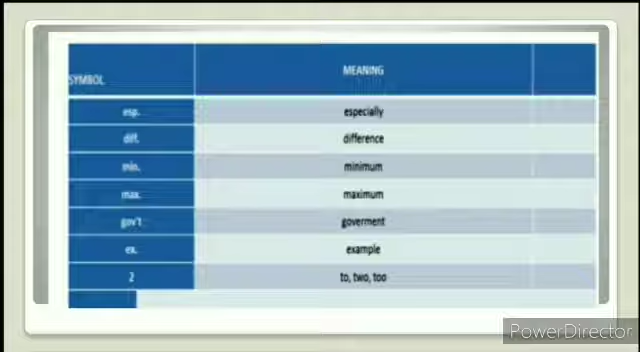 SYMBOL MEANING
esp. especially
diff. difference
min. minimum
max. maximum
gov't goverment
ex. example
2 to, two, too
PowerDirector